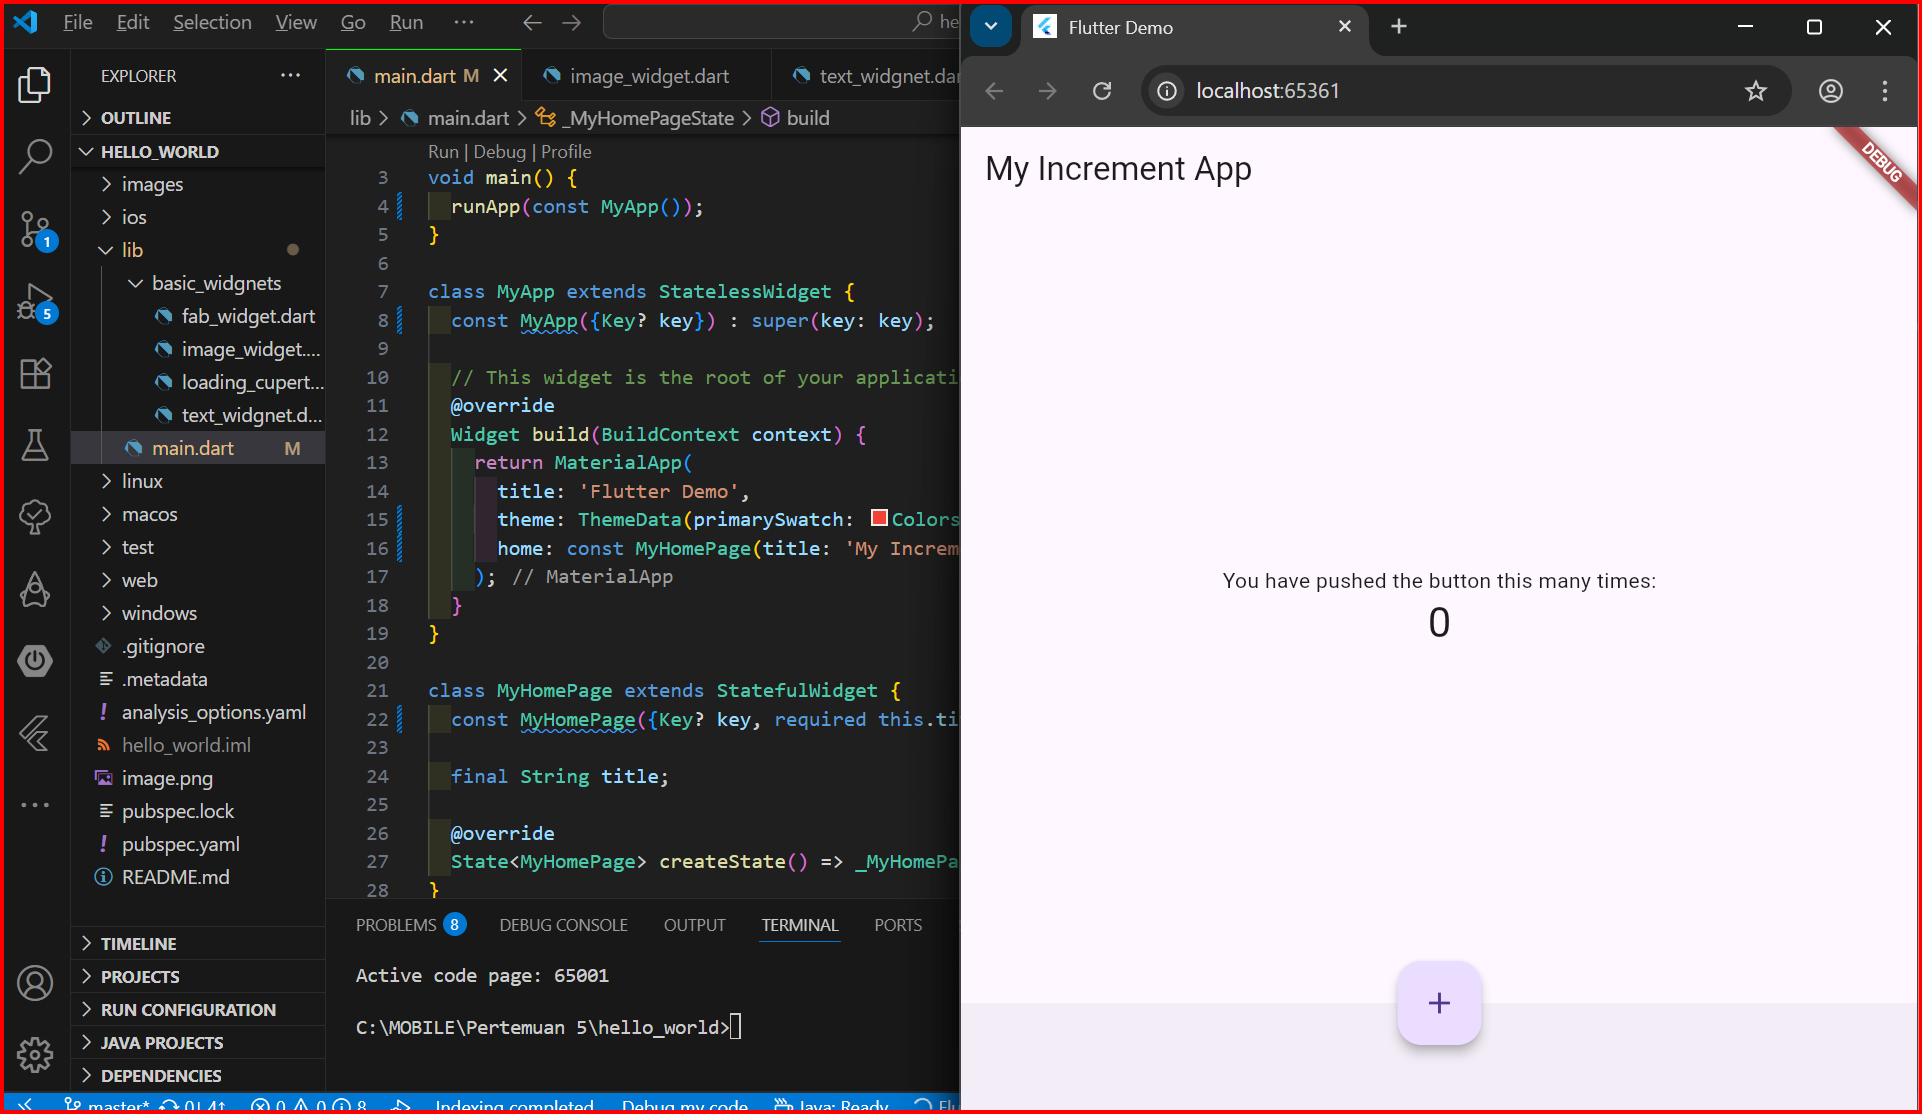 File Edit Selection View Go Run ··· he
EXPLORER ···
OUTLINE
HELLO_WORLD
images
ios
lib
basic_widgnets
fab_widget.dart
image_widget....
loading_cupert...
text_widgnet.d...
main.dart M
linux
macos
test
web
windows
.gitignore
.metadata
! analysis_options.yaml
hello_world.iml
image.png
pubspec.lock
! pubspec.yaml
README.md
TIMELINE
PROJECTS
RUN CONFIGURATION
JAVA PROJECTS
DEPENDENCIES
1
5
main.dart M image_widget.dart text_widgnet.da
lib > main.dart > _MyHomePageState > build
Run | Debug | Profile
3 void main() {
4 runApp(const MyApp());
5 }
6
7 class MyApp extends StatelessWidget {
8 const MyApp({Key? key}) : super(key: key);
9
10 // This widget is the root of your applicati
11 @override
12 Widget build(BuildContext context) {
13 return MaterialApp(
14 title: 'Flutter Demo',
15 theme: ThemeData(primarySwatch: Colors
16 home: const MyHomePage(title: 'My Increm
17 ); // MaterialApp
18 }
19 }
20
21 class MyHomePage extends StatefulWidget {
22 const MyHomePage({Key? key, required this.ti
23
24 final String title;
25
26 @override
27 State<MyHomePage> createState() => _MyHomePa
28 }
PROBLEMS 8 DEBUG CONSOLE OUTPUT TERMINAL PORTS
Active code page: 65001
C:\MOBILE\Pertemuan 5\hello_world>
master* 0↓4↑ 0 0 8 Indexing completed Debug my code Java: Ready Flu
Flutter Demo
localhost:65361
My Increment App
DEBUG
You have pushed the button this many times:
0
+